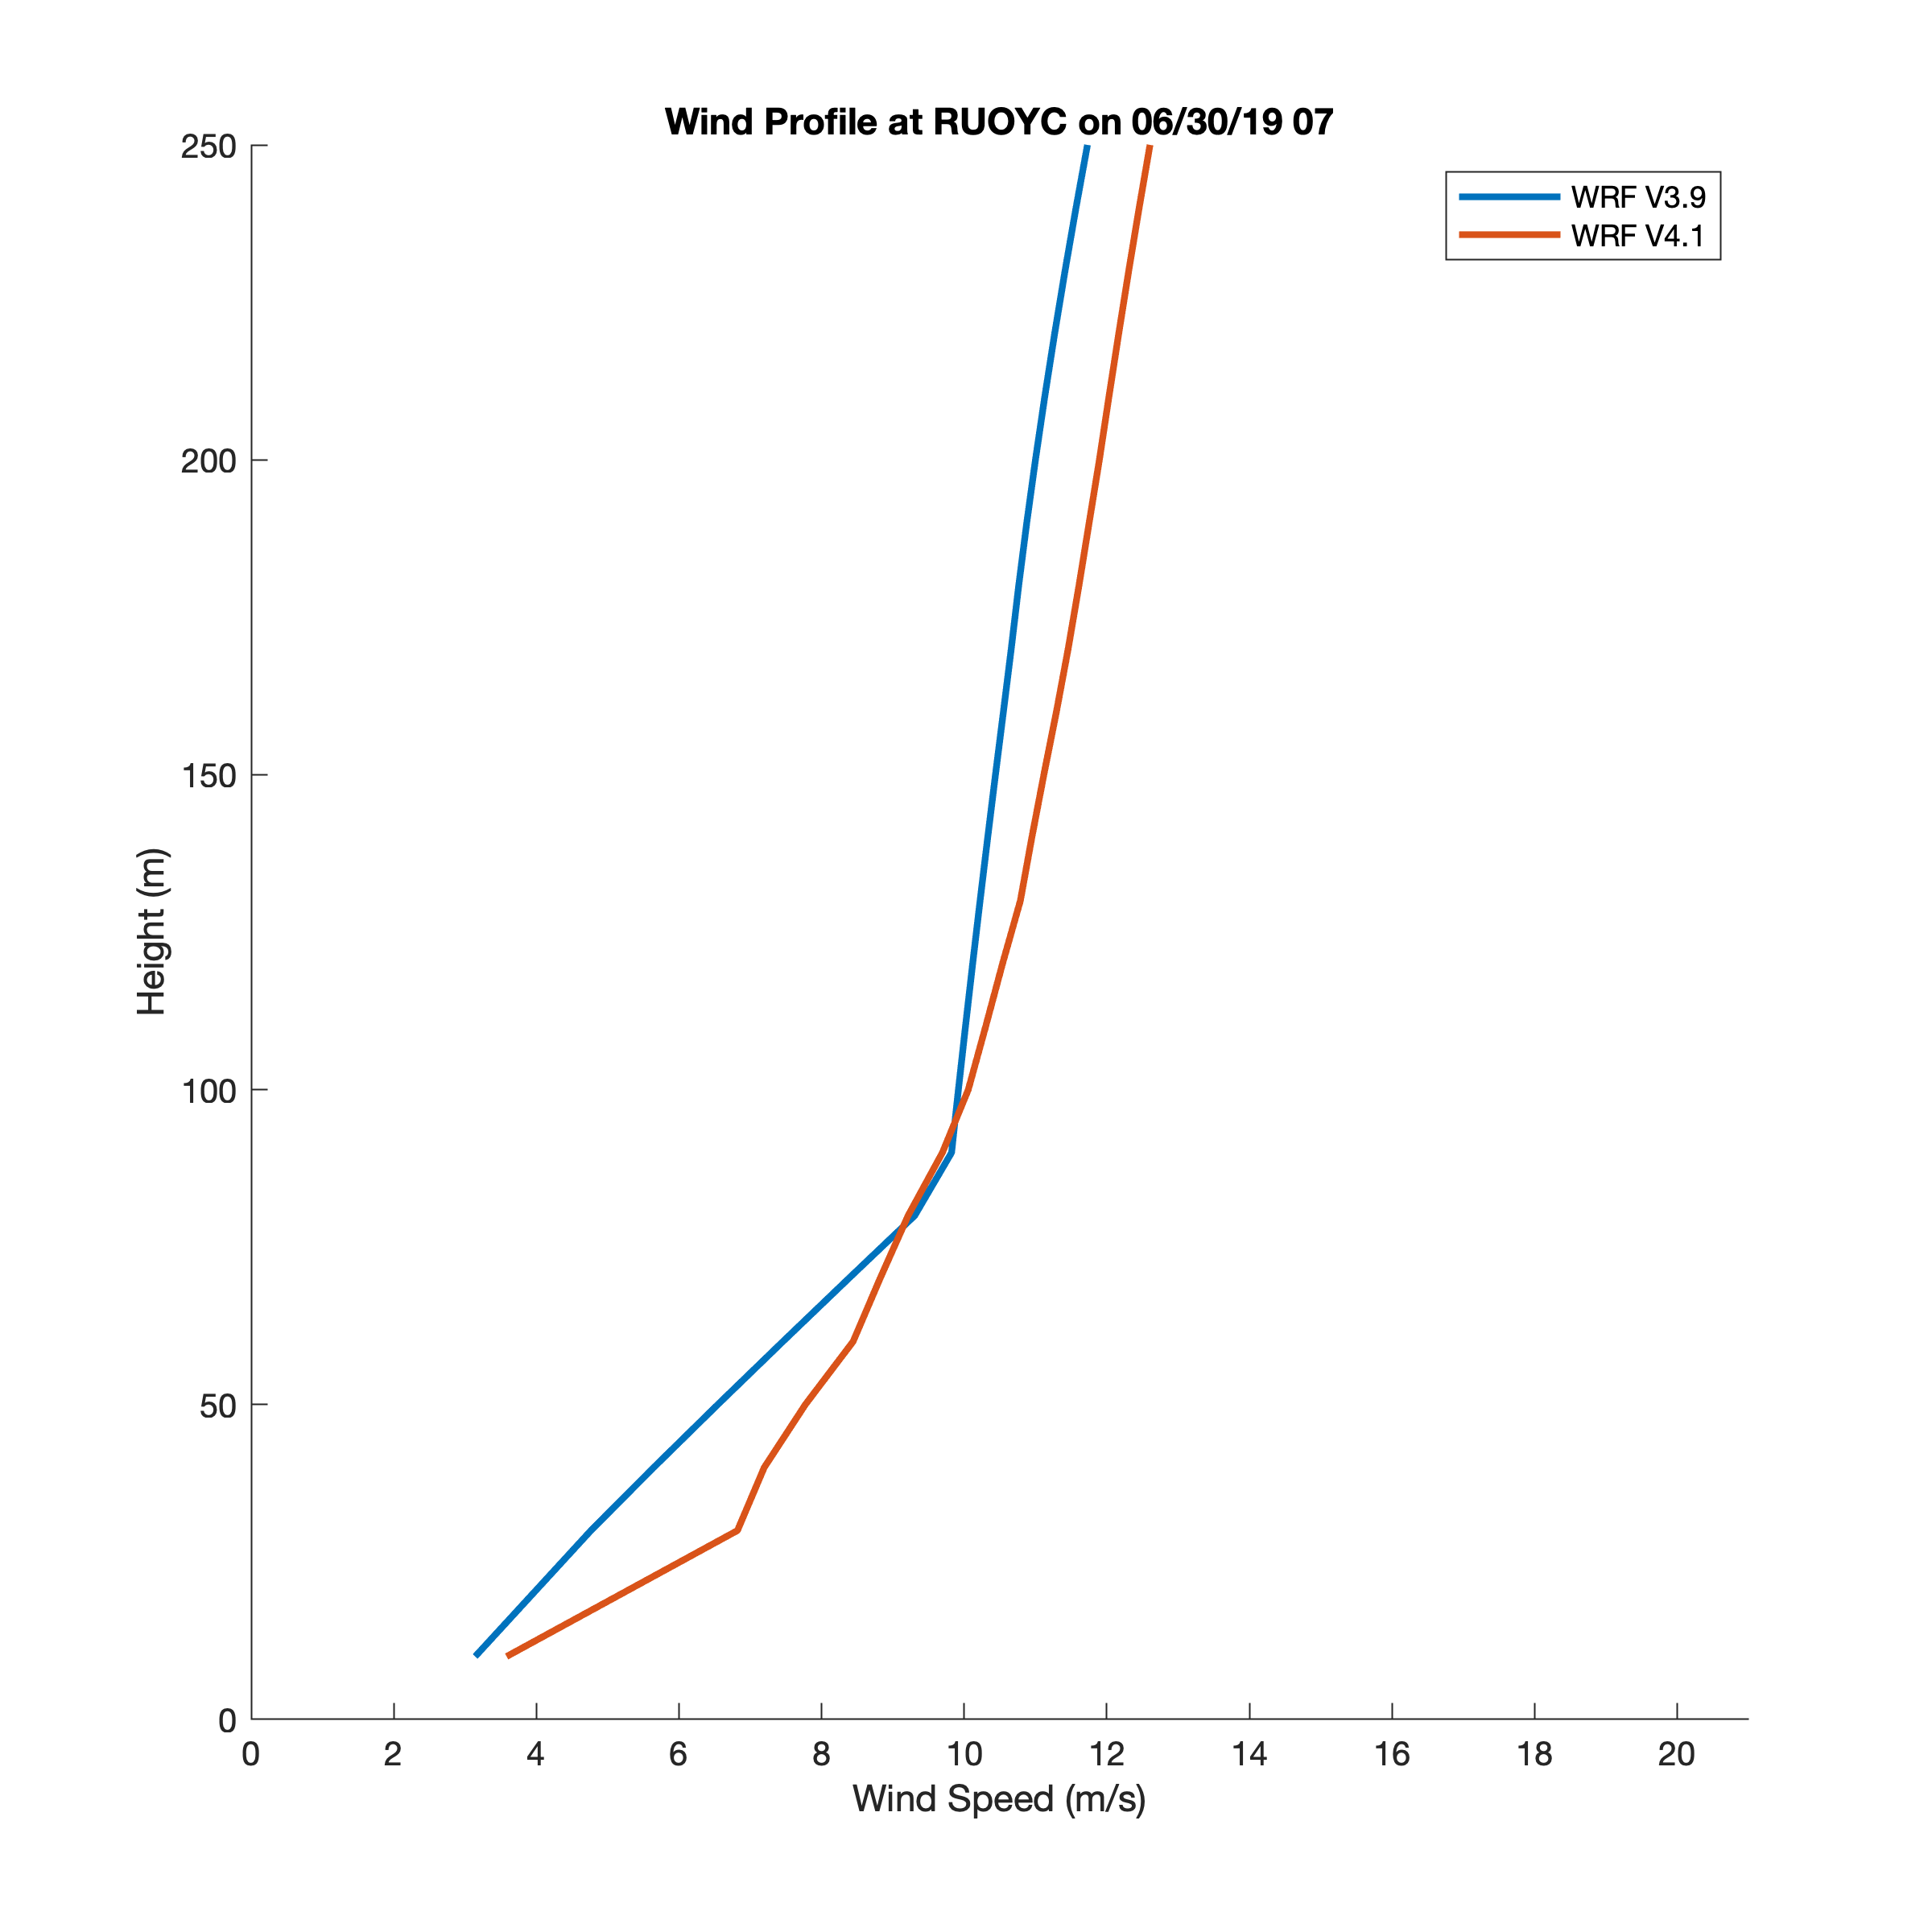 Wind Profile at RUOYC on 06/30/19 07
WRF V3.9
WRF V4.1
250
200
150
100
50
0
Height (m)
0 2 4 6 8 10 12 14 16 18 20
Wind Speed (m/s)